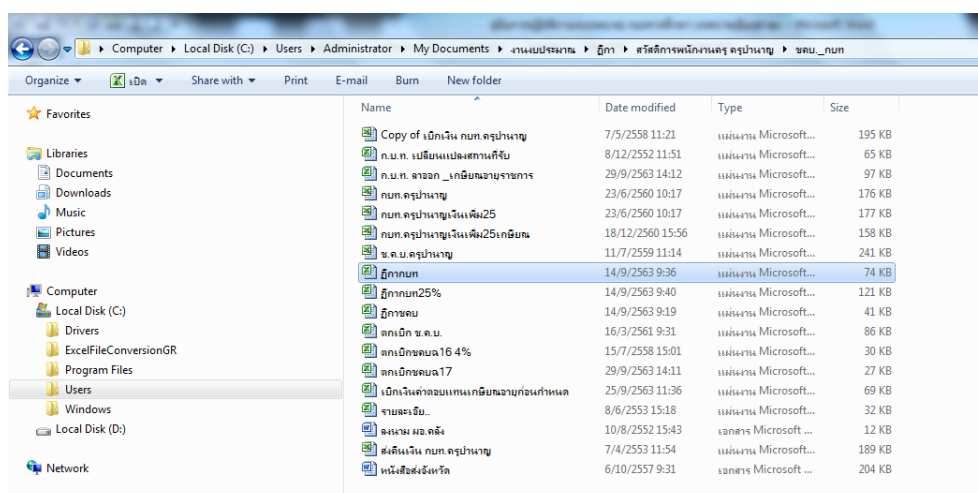 Computer ▸ Local Disk (C:) ▸ Users ▸ Administrator ▸ My Documents ▸ งานงบประมาณ ▸ ฎีกา ▸ สวัสดิการพนักงานครู ครูบำนาญ ▸ ชคบ._กบท
Organize เปิด Share with Print E-mail Burn New folder
Favorites
Libraries
Documents
Downloads
Music
Pictures
Videos
Computer
Local Disk (C:)
Drivers
ExcelFileConversionGR
Program Files
Users
Windows
Local Disk (D:)
Network
Name Date modified Type Size
Copy of เบิกเงิน กบท.ครูบำนาญ 7/5/2558 11:21 แผ่นงาน Microsoft... 195 KB
ก.บ.ท. เปลี่ยนแปลงสถานที่รับ 8/12/2552 11:51 แผ่นงาน Microsoft... 65 KB
ก.บ.ท. ลาออก _เกษียณอายุราชการ 29/9/2563 14:12 แผ่นงาน Microsoft... 97 KB
กบท.ครูบำนาญ 23/6/2560 10:17 แผ่นงาน Microsoft... 176 KB
กบท.ครูบำนาญเงินเพิ่ม25 23/6/2560 10:17 แผ่นงาน Microsoft... 177 KB
กบท.ครูบำนาญเงินเพิ่ม25เกษียณ 18/12/2560 15:56 แผ่นงาน Microsoft... 158 KB
ช.ค.บ.ครูบำนาญ 11/7/2559 11:14 แผ่นงาน Microsoft... 241 KB
ฎีกากบท 14/9/2563 9:36 แผ่นงาน Microsoft... 74 KB
ฎีกากบท25% 14/9/2563 9:40 แผ่นงาน Microsoft... 121 KB
ฎีกาชคบ 14/9/2563 9:19 แผ่นงาน Microsoft... 41 KB
ตกเบิก ช.ค.บ. 16/3/2561 9:31 แผ่นงาน Microsoft... 86 KB
ตกเบิกชคบฉ16 4% 15/7/2558 15:01 แผ่นงาน Microsoft... 30 KB
ตกเบิกชคบฉ17 29/9/2563 14:11 แผ่นงาน Microsoft... 27 KB
เบิกเงินค่าตอบแทนเกษียณอายุก่อนกำหนด 25/9/2563 11:36 แผ่นงาน Microsoft... 69 KB
รายละเอีย.. 8/6/2553 15:18 แผ่นงาน Microsoft... 32 KB
ลงนาม ผอ.คลัง 10/8/2552 15:43 เอกสาร Microsoft ... 12 KB
ส่งคืนเงิน กบท.ครูบำนาญ 7/4/2553 11:54 แผ่นงาน Microsoft... 189 KB
หนังสือส่งจังหวัด 6/10/2557 9:31 เอกสาร Microsoft ... 204 KB